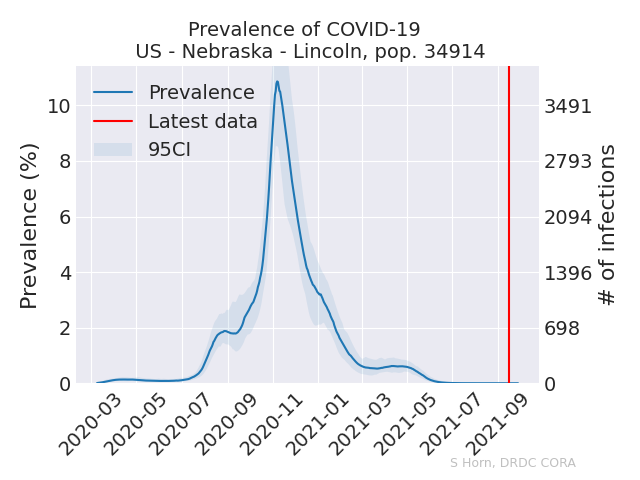 Prevalence of COVID-19
US - Nebraska - Lincoln, pop. 34914
Prevalence (%)
10
8
6
4
2
0
Prevalence
Latest data
95CI
3491
2793
2094
1396
698
0
# of infections
2020-03
2020-05
2020-07
2020-09
2020-11
2021-01
2021-03
2021-05
2021-07
2021-09
S Horn, DRDC CORA